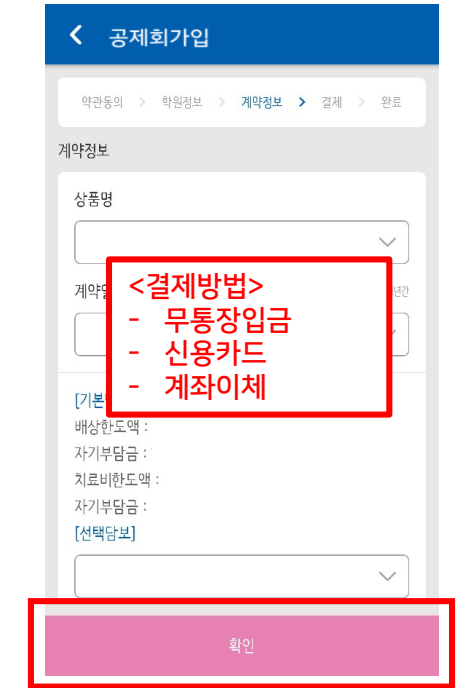 공제회가입
약관동의 > 학원정보 > 계약정보 > 결제 > 완료
계약정보
상품명
<결제방법>
- 무통장입금
- 신용카드
- 계좌이체
년간
배상한도액 :
자기부담금 :
치료비한도액 :
자기부담금 :
[선택담보]
확인